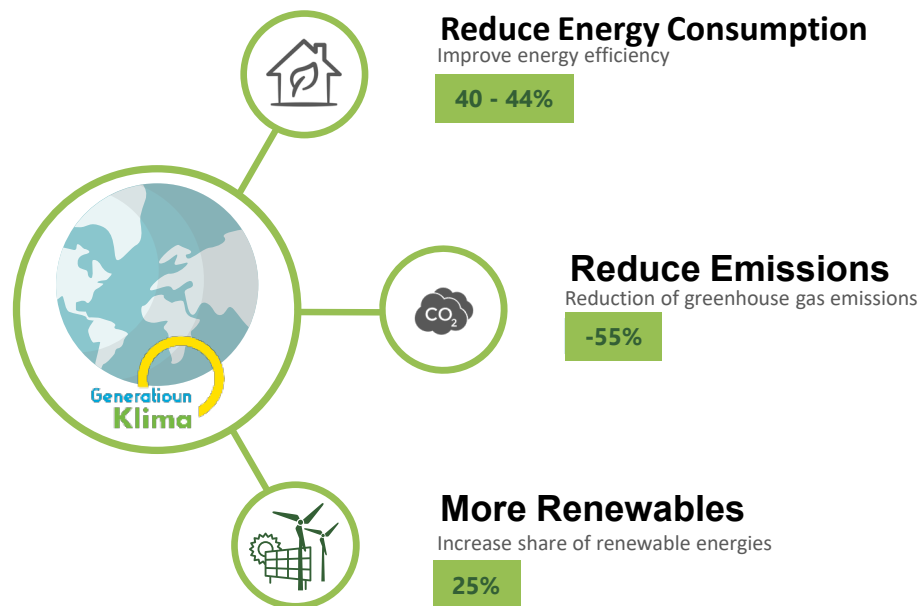 Reduce Energy Consumption
Improve energy efficiency
40 - 44%
Reduce Emissions
Reduction of greenhouse gas emissions
-55%
CO2
Generatioun
Klima
More Renewables
Increase share of renewable energies
25%